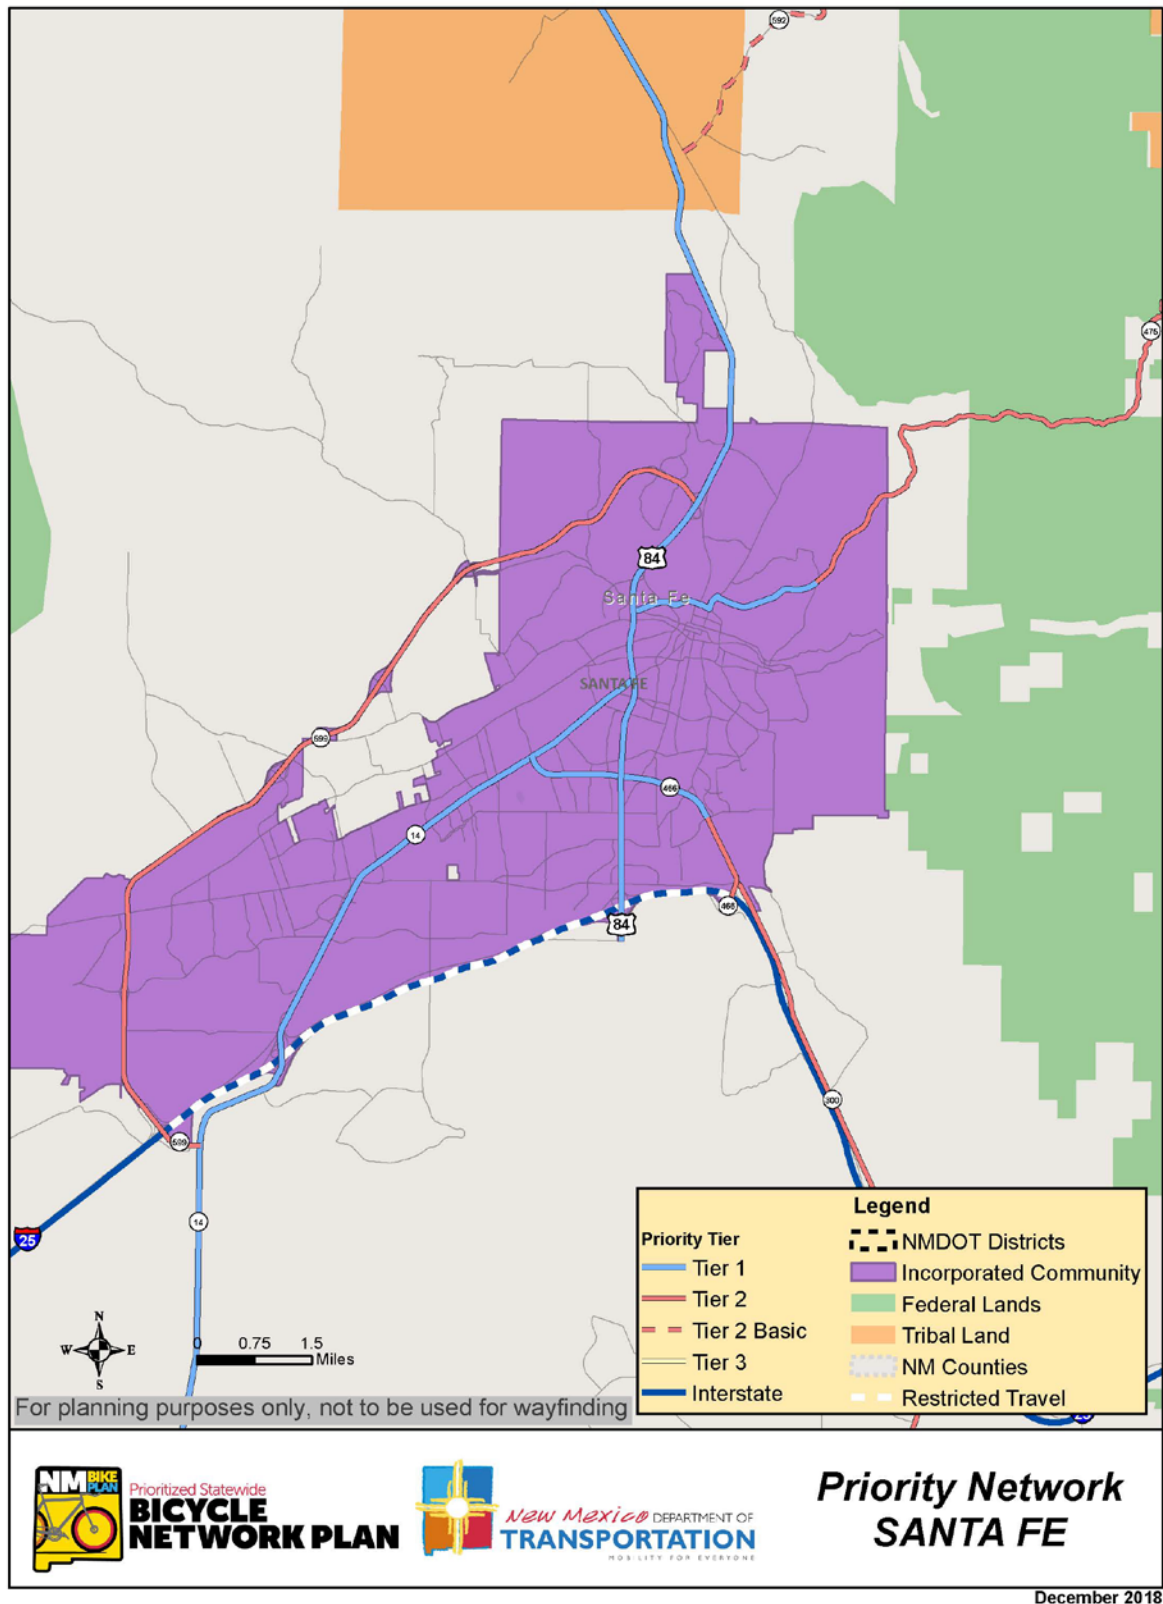 592
475
84
Santa Fe
SANTA FE
599
466
14
84
466
300
599
14
25
Legend
Priority Tier
Tier 1
Tier 2
Tier 2 Basic
Tier 3
Interstate
NMDOT Districts
Incorporated Community
Federal Lands
Tribal Land
NM Counties
Restricted Travel
25
N
W E
S
0 0.75 1.5
Miles
For planning purposes only, not to be used for wayfinding
NM BIKE PLAN
Prioritized Statewide
BICYCLE
NETWORK PLAN
New Mexico DEPARTMENT OF
TRANSPORTATION
MOBILITY FOR EVERYONE
Priority Network
SANTA FE
December 2018